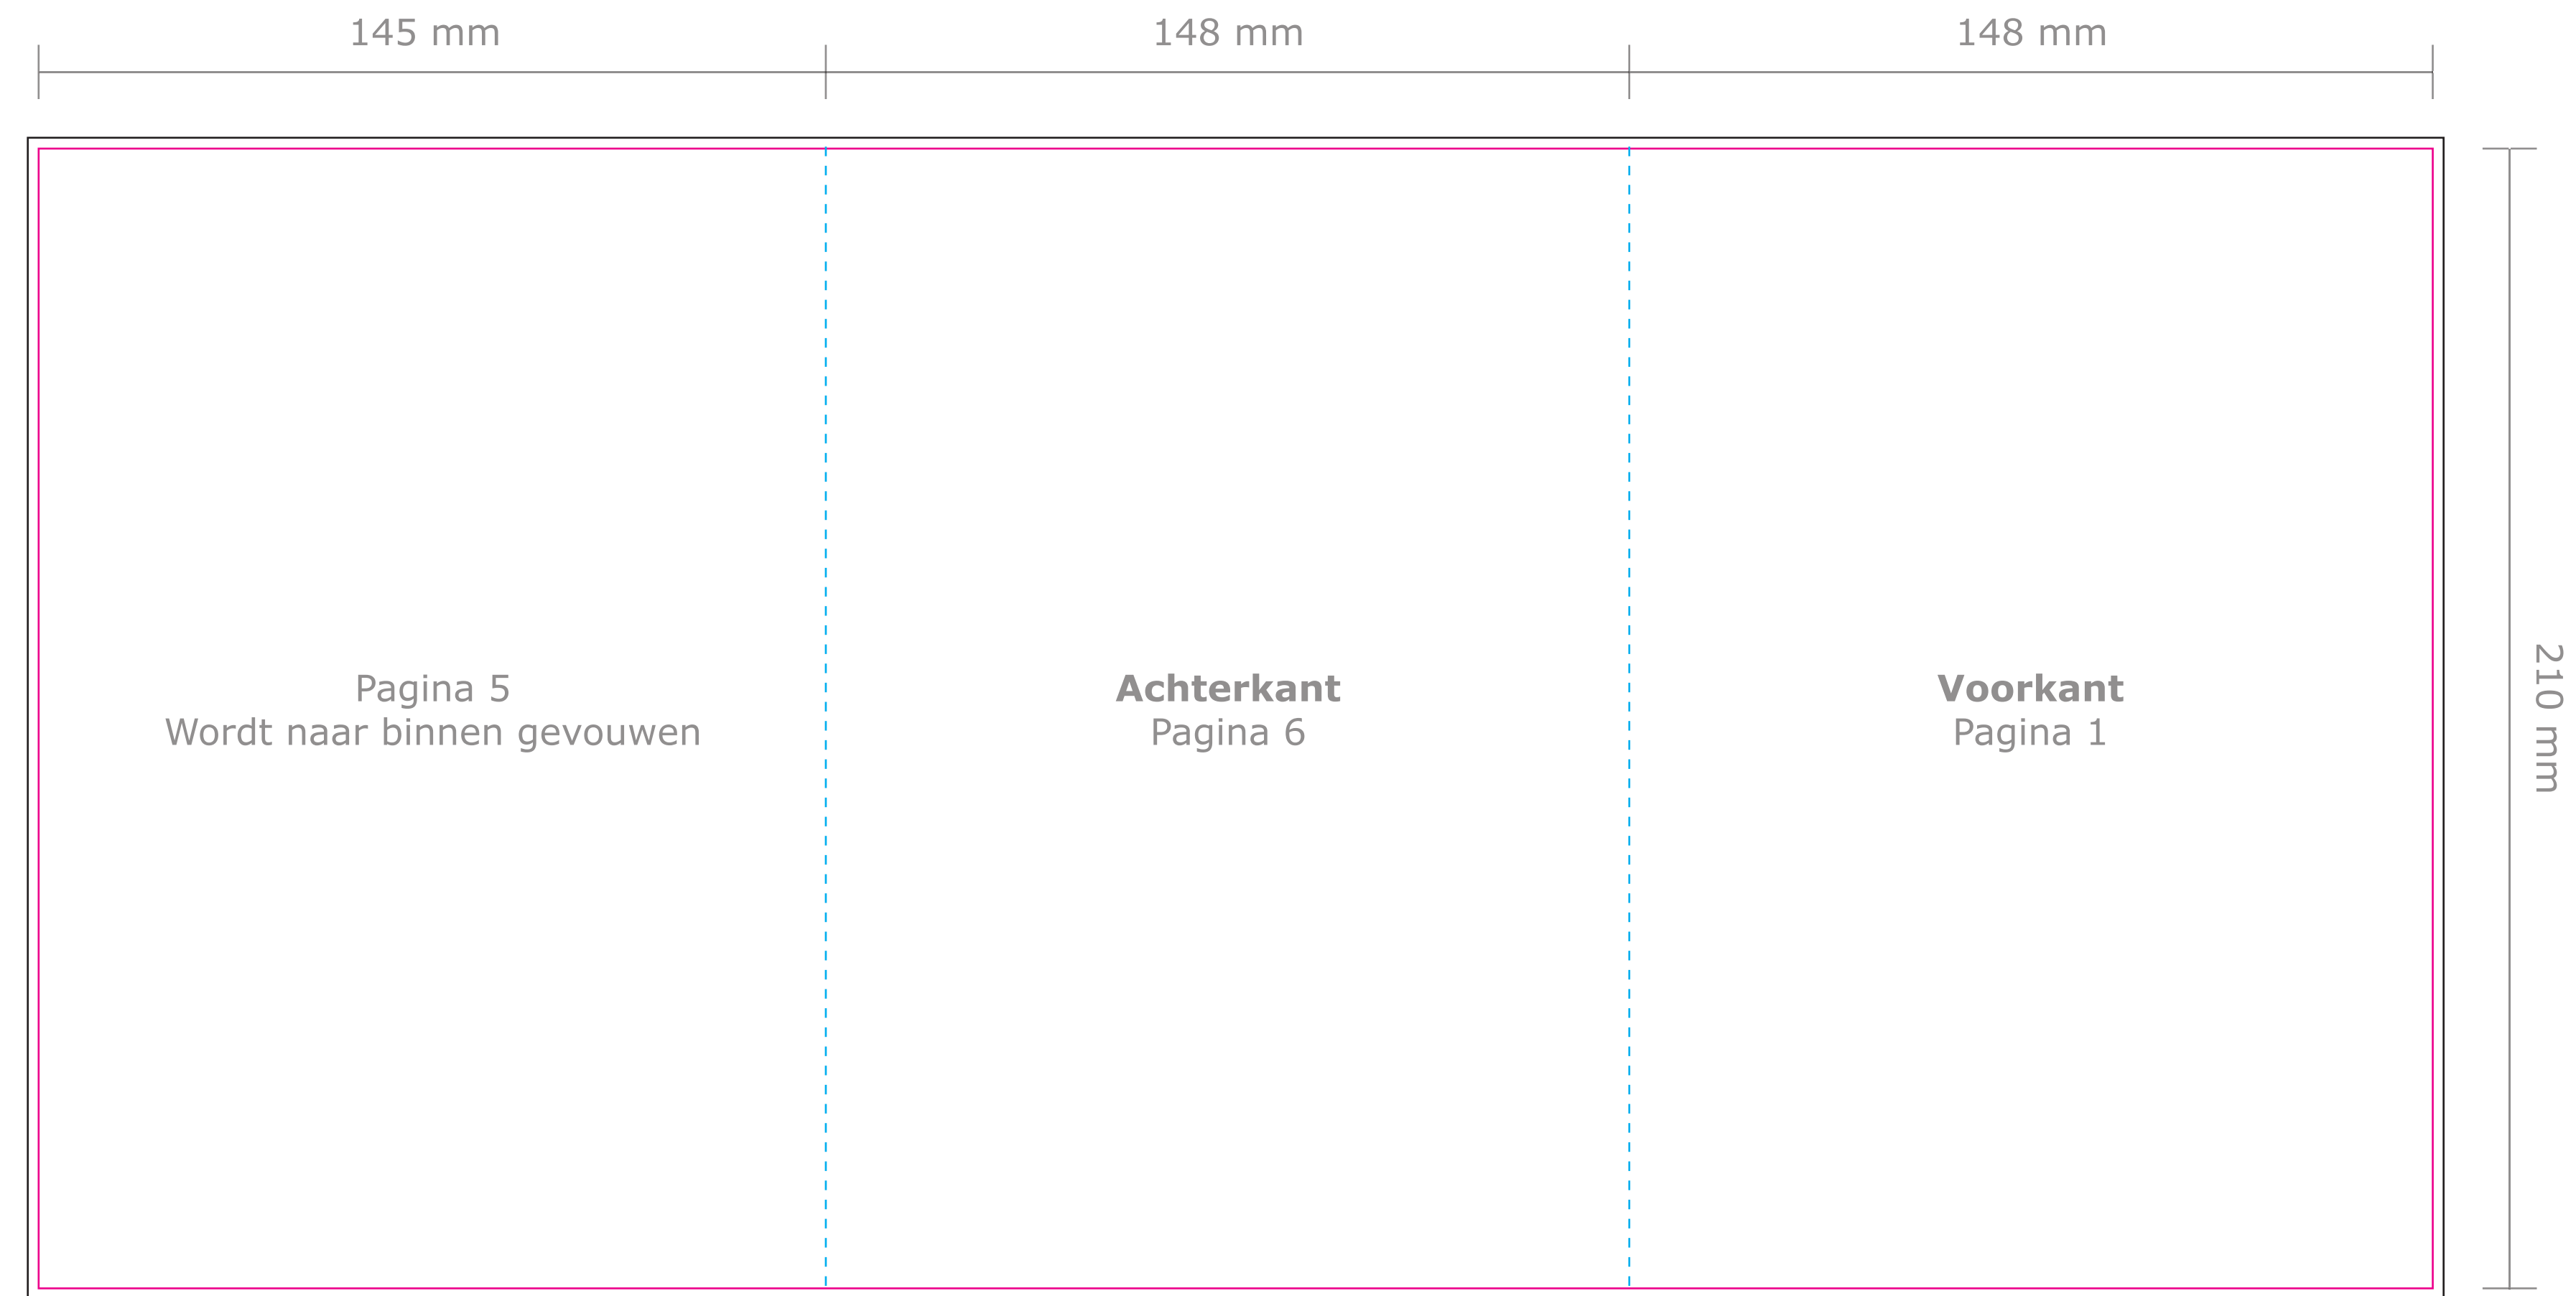 145 mm
148 mm
148 mm
Pagina 5
Wordt naar binnen gevouwen
Achterkant
Pagina 6
Voorkant
Pagina 1
210 mm